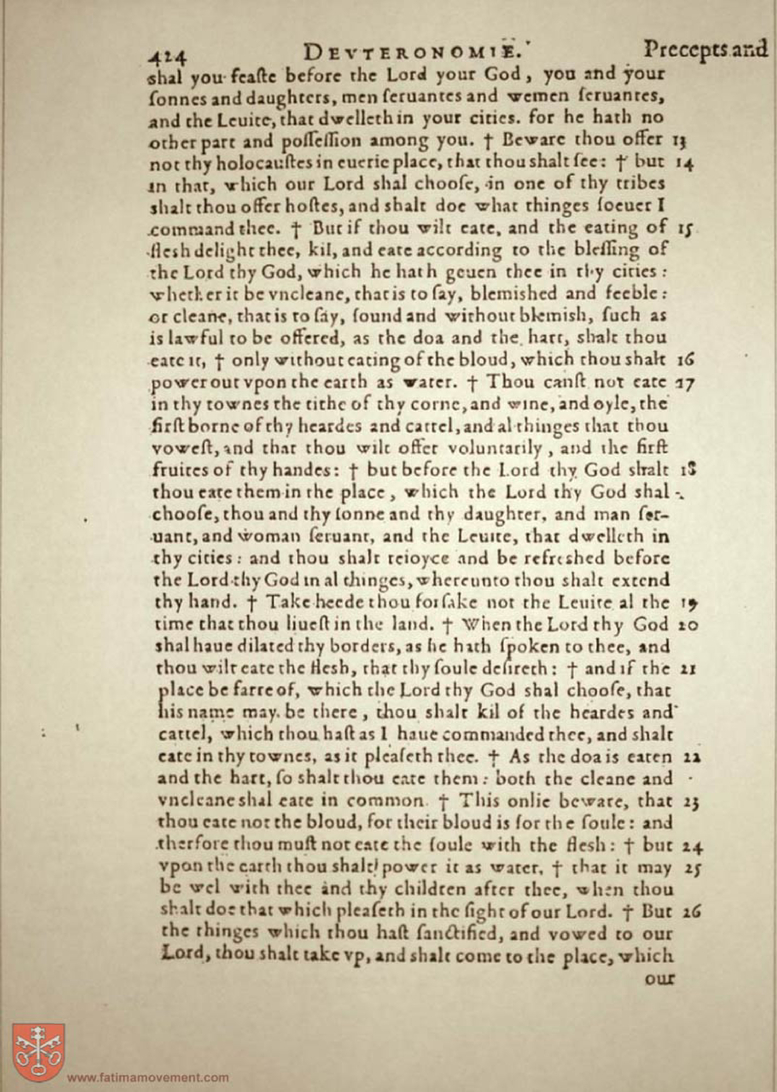 424 DEVTERONOMIE. Precepts and
shal you feaſte before the Lord your God, you and your
ſonnes and daughters, men ſeruantes and wemen ſeruantes,
and the Leuite, that dwelleth in your cities. for he hath no
other part and poſſeſſion among you. † Beware thou offer 13
not thy holocauſtes in euerie place, that thou shalt ſee: † but 14
in that, which our Lord shal chooſe, in one of thy tribes
shalt thou offer hoſtes, and shalt doe what thinges ſoeuer I
command thee. † But if thou wilt eate, and the eating of 15
flesh delight thee, kil, and eate according to the bleſſing of
the Lord thy God, which he hath geuen thee in thy cities:
whether it be vncleane, that is to ſay, blemished and feeble:
or cleane, that is to ſay, ſound and without blemish, ſuch as
is lawful to be offered, as the doa and the hart, shalt thou
eate it, † only without eating of the bloud, which thou shalt 16
power out vpon the earth as water. † Thou canſt not eate 17
in thy townes the tithe of thy corne, and wine, and oyle, the
firſt borne of thy heardes and cattel, and al thinges that thou
voweſt, and that thou wilt offer voluntarily, and the firſt
fruites of thy handes: † but before the Lord thy God shalt 18
thou eate them in the place, which the Lord thy God shal
chooſe, thou and thy ſonne and thy daughter, and man ſer-
uant, and woman ſeruant, and the Leuite, that dwelleth in
thy cities: and thou shalt reioyce and be refreshed before
the Lord thy God in al thinges, whereunto thou shalt extend
thy hand. † Take heede thou forſake not the Leuite al the 19
time that thou liueſt in the land. † When the Lord thy God 20
shal haue dilated thy borders, as he hath ſpoken to thee, and
thou wilt eate the flesh, that thy ſoule deſireth: † and if the 21
place be farre of, which the Lord thy God shal chooſe, that
his name may be there, thou shalt kil of the heardes and
cattel, which thou haſt as I haue commanded thee, and shalt
eate in thy townes, as it pleaſeth thee. † As the doa is eaten 22
and the hart, ſo shalt thou eate them: both the cleane and
vncleane shal eate in common. † This onlie beware, that 23
thou eate not the bloud, for their bloud is for the ſoule: and
therfore thou muſt not eate the ſoule with the flesh: † but 24
vpon the earth thou shalt power it as water, † that it may 25
be wel with thee and thy children after thee, when thou
shalt doe that which pleaſeth in the ſight of our Lord. † But 26
the thinges which thou haſt ſanctified, and vowed to our
Lord, thou shalt take vp, and shalt come to the place, which
our
www.fatimamovement.com